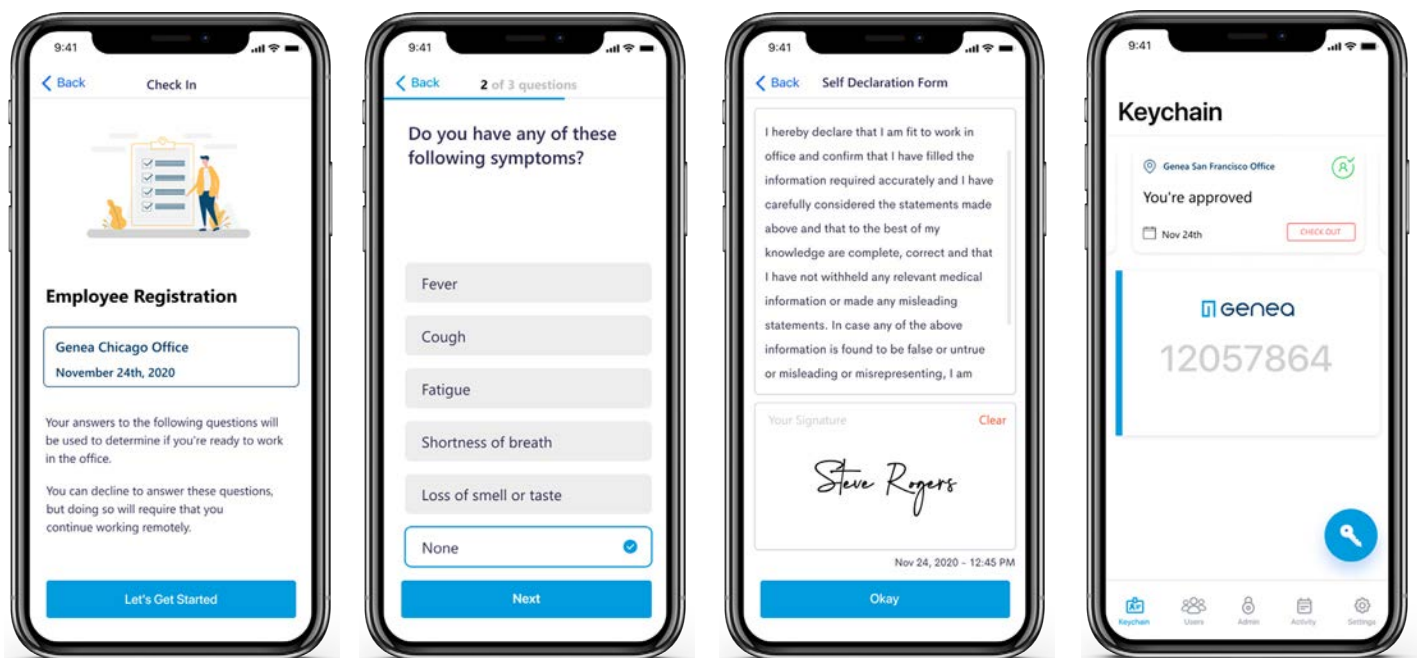 9:41
Back
Check In
Employee Registration
Genea Chicago Office
November 24th, 2020
Your answers to the following questions will
be used to determine if you're ready to work
in the office.
You can decline to answer these questions,
but doing so will require that you
continue working remotely.
Let's Get Started
9:41
Back
2 of 3 questions
Do you have any of these
following symptoms?
Fever
Cough
Fatigue
Shortness of breath
Loss of smell or taste
None
Next
9:41
Back
Self Declaration Form
I hereby declare that I am fit to work in
office and confirm that I have filled the
information required accurately and I have
carefully considered the statements made
above and that to the best of my
knowledge are complete, correct and that
I have not withheld any relevant medical
information or made any misleading
statements. In case any of the above
information is found to be false or untrue
or misleading or misrepresenting, I am
Your Signature
Clear
Steve Rogers
Nov 24, 2020 - 12:45 PM
Okay
9:41
Keychain
Genea San Francisco Office
You're approved
Nov 24th
CHECK OUT
Genea
12057864
Keychain
Users
Admin
Activity
Settings